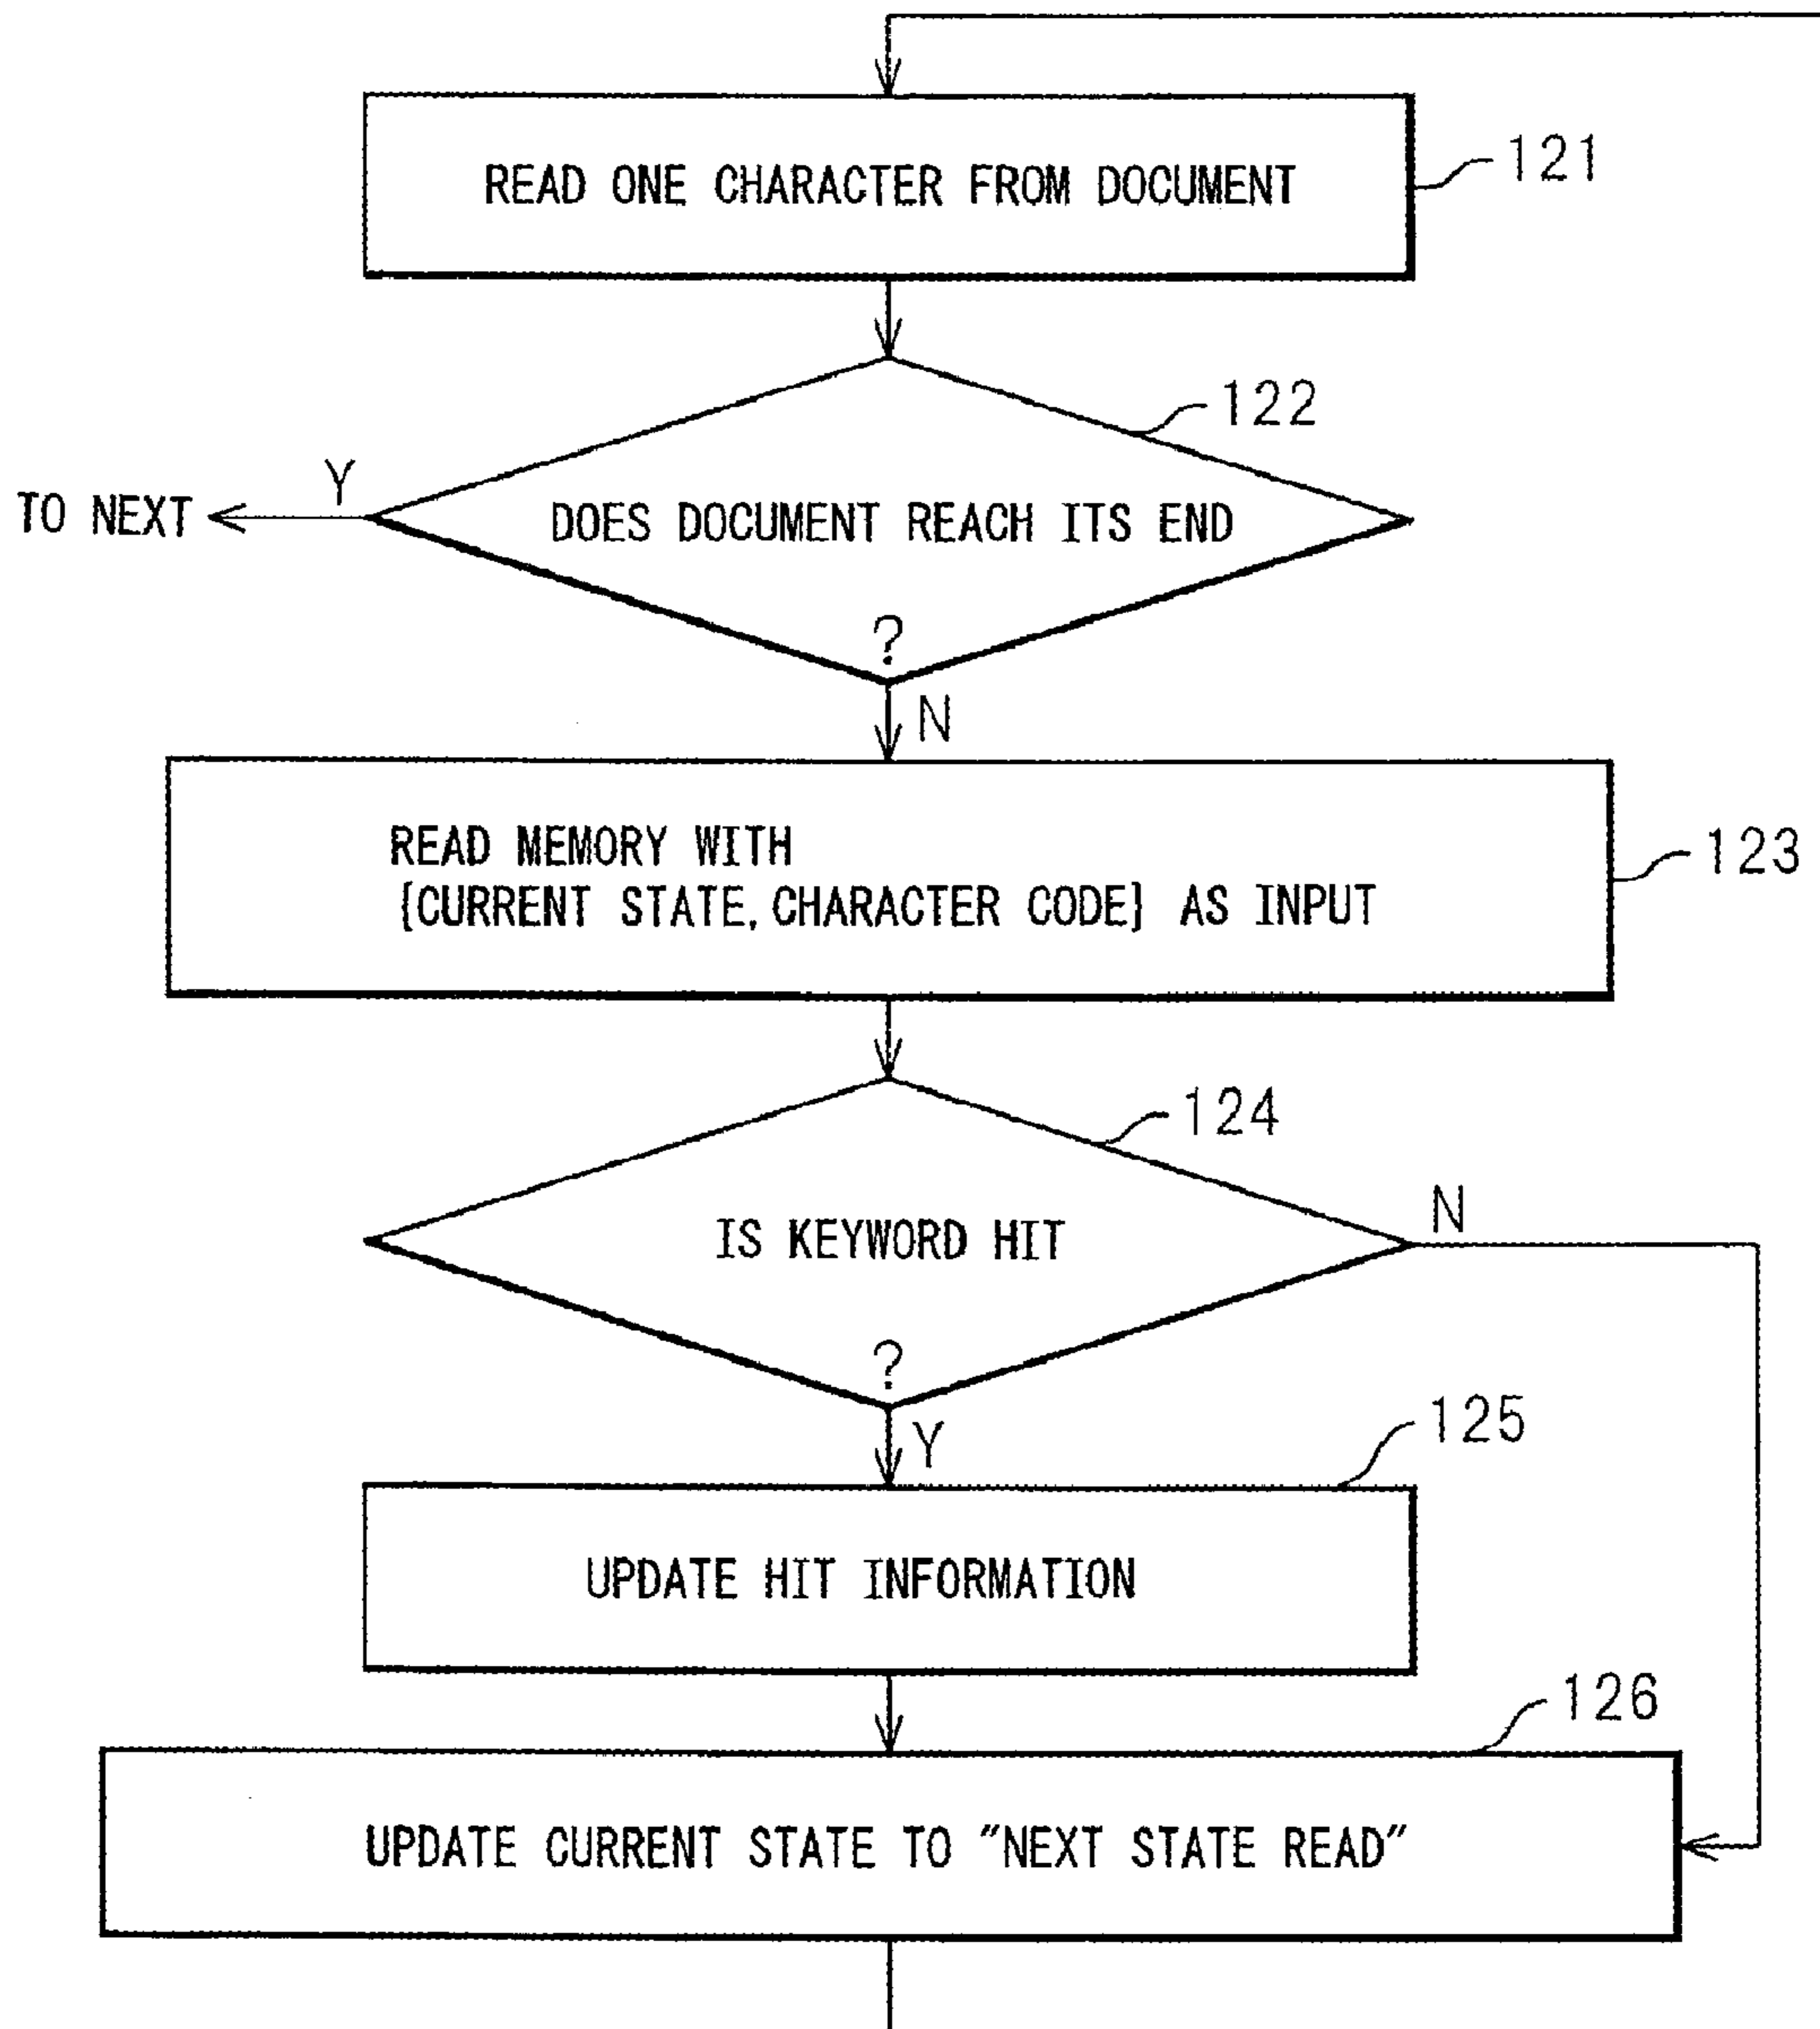 READ ONE CHARACTER FROM DOCUMENT
121
122
Y
TO NEXT
DOES DOCUMENT REACH ITS END
?
N
READ MEMORY WITH
{CURRENT STATE, CHARACTER CODE} AS INPUT
123
124
N
IS KEYWORD HIT
?
Y
125
UPDATE HIT INFORMATION
126
UPDATE CURRENT STATE TO "NEXT STATE READ"